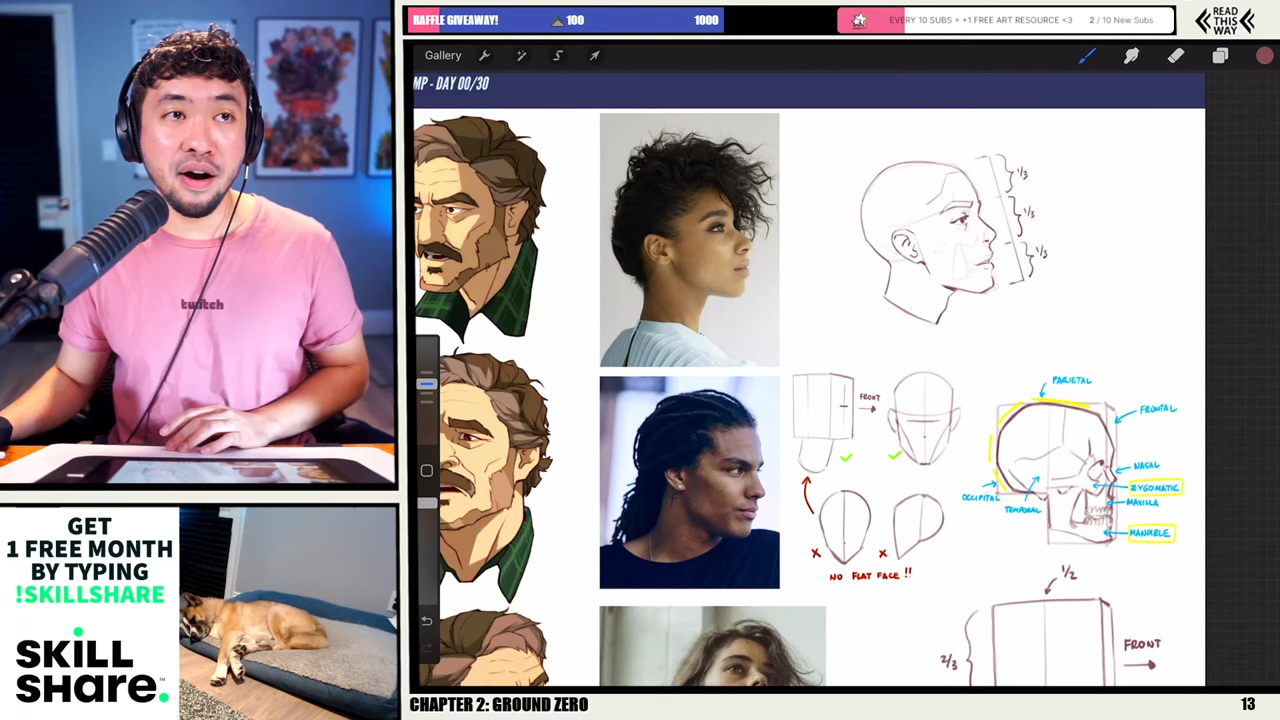 RAFFLE GIVEAWAY!
100
1000
EVERY 10 SUBS = +1 FREE ART RESOURCE <3
2 / 10 New Subs
READ
THIS
WAY
Gallery
MP - DAY 00/30
1/3
1/3
1/3
twitch
PARIETAL
FRONTAL
FRONT
NASAL
ZYGOMATIC
OCCIPITAL
TEMPORAL
MAXILLA
MANDIBLE
NO FLAT FACE !!
1/2
2/3
FRONT
GET
1 FREE MONTH
BY TYPING
!SKILLSHARE
SKILL
SHare.
CHAPTER 2: GROUND ZERO
13